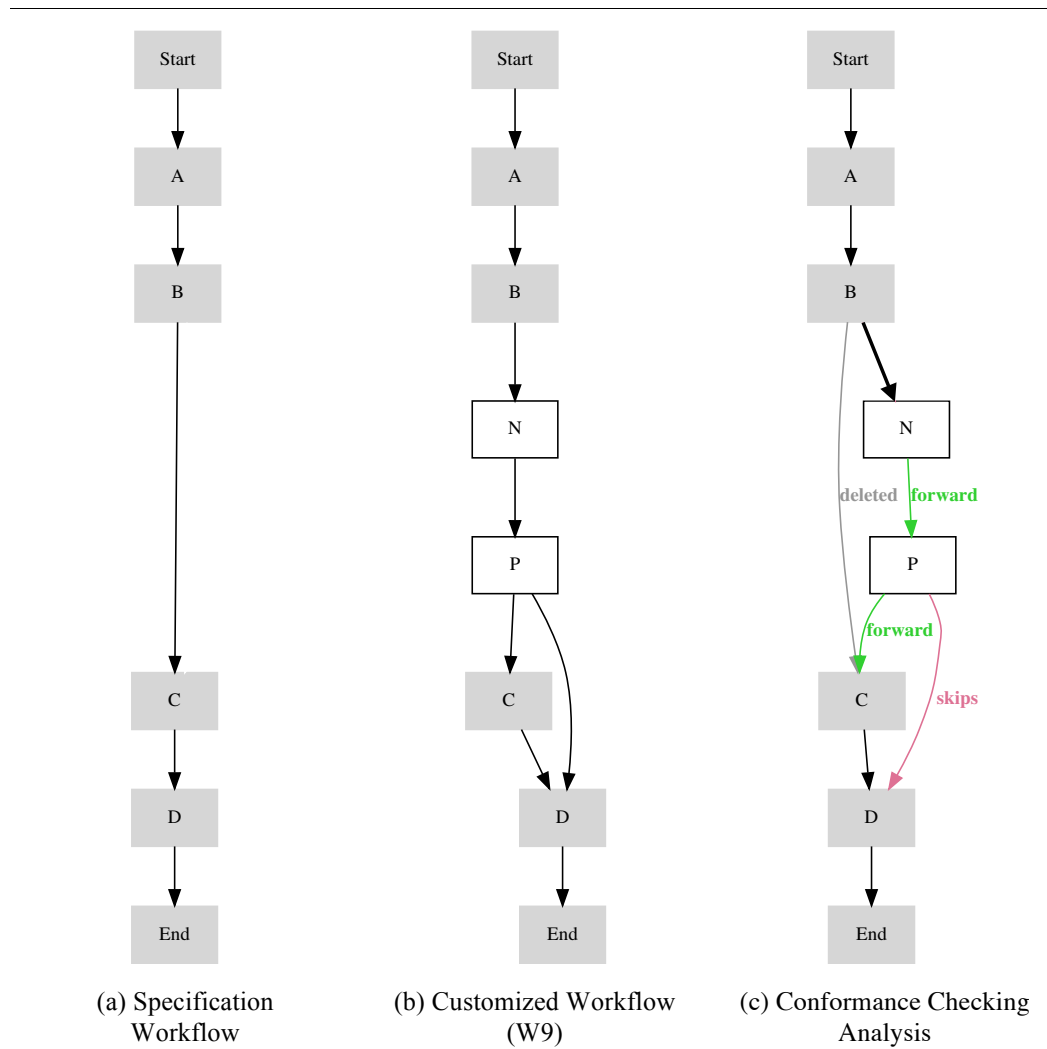 Start
A
B
C
D
End
(a) Specification
Workflow
Start
A
B
N
P
C
D
End
(b) Customized Workflow
(W9)
Start
A
B
N
deleted
forward
P
forward
C
skips
D
End
(c) Conformance Checking
Analysis